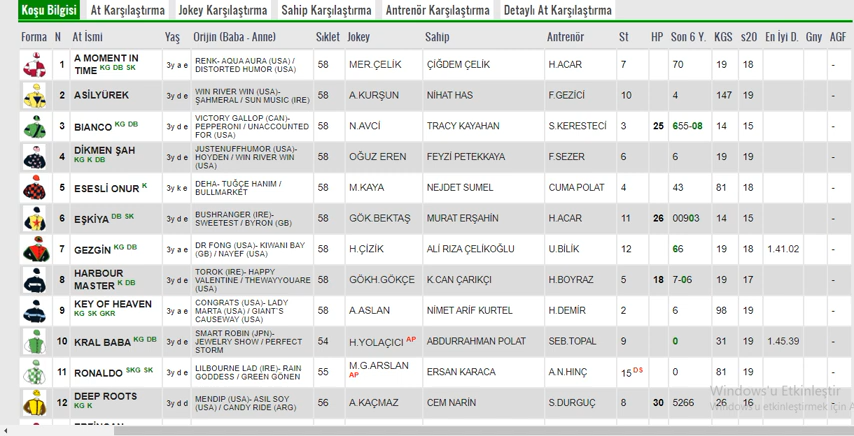 Koşu Bilgisi At Karşılaştırma Jokey Karşılaştırma Sahip Karşılaştırma Antrenör Karşılaştırma Detaylı At Karşılaştırma
Forma N At İsmi Yaş Orijin (Baba - Anne) Sıklet Jokey Sahip Antrenör St HP Son 6 Y. KGS s20 En İyi D. Gny AGF
1 A MOMENT IN TIME KG DB SK 3y a e RENK- AQUA AURA (USA) / DISTORTED HUMOR (USA) 58 MER.ÇELİK ÇİĞDEM ÇELİK H.ACAR 7 70 19 18 -
2 ASİLYÜREK 3y d e WIN RIVER WIN (USA)- ŞAHMERAL / SUN MUSIC (IRE) 58 A.KURŞUN NİHAT HAS F.GEZİCİ 10 4 147 19 -
3 BIANCO KG DB 3y d e VICTORY GALLOP (CAN)- PEPPERONI / UNACCOUNTED FOR (USA) 58 N.AVCİ TRACY KAYAHAN S.KERESTECİ 3 25 655-08 14 15 -
4 DİKMEN ŞAH KG K DB 3y d e JUSTENUFFHUMOR (USA)- HOYDEN / WIN RIVER WIN (USA) 58 OĞUZ EREN FEYZİ PETEKKAYA F.SEZER 6 6 19 19 -
5 ESESLİ ONUR K 3y k e DEHA- TUĞÇE HANIM / BULLMARKET 58 M.KAYA NEJDET SUMEL CUMA POLAT 4 43 81 18 -
6 EŞKİYA DB SK 3y d e BUSHRANGER (IRE)- SWEETEST / BYRON (GB) 58 GÖK.BEKTAŞ MURAT ERŞAHİN H.ACAR 11 26 00903 14 15 -
7 GEZGİN KG DB 3y a e DR FONG (USA)- KIWANI BAY (GB) / NAYEF (USA) 58 H.ÇİZİK ALİ RIZA ÇELİKOĞLU U.BİLİK 12 66 19 18 1.41.02 -
8 HARBOUR MASTER K DB 3y d e TOROK (IRE)- HAPPY VALENTINE / THEWAYYOUARE (USA) 58 GÖKH.GÖKÇE K.CAN ÇARIKÇI H.BOYRAZ 5 18 7-06 19 17 -
9 KEY OF HEAVEN KG SK GKR 3y a e CONGRATS (USA)- LADY MARTA (USA) / GIANT`S CAUSEWAY (USA) 58 A.ASLAN NİMET ARİF KURTEL H.DEMİR 2 6 98 19 -
10 KRAL BABA KG DB 3y d e SMART ROBIN (JPN)- JEWELRY SHOW / PERFECT STORM 54 H.YOLAÇICI AP ABDURRAHMAN POLAT SEB.TOPAL 9 0 31 19 1.45.39 -
11 RONALDO SKG SK 3y d e LILBOURNE LAD (IRE)- RAIN GODDESS / GREEN GÖNEN 55 M.G.ARSLAN AP ERSAN KARACA A.N.HINÇ 15 DS 0 81 19 -
12 DEEP ROOTS KG K 3y d d MENDIP (USA)- ASIL SOY (USA) / CANDY RIDE (ARG) 56 A.KAÇMAZ CEM NARİN S.DURGUÇ 8 30 5266 26 16 -
Windows'u Etkinleştir
Windows'u etkinleştirmek için A